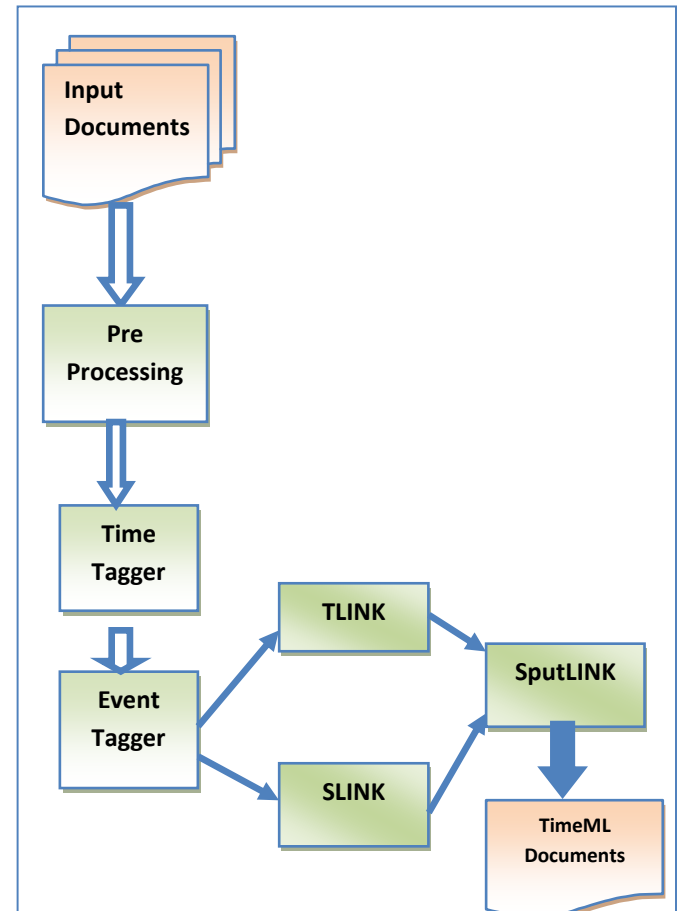 Input
Documents
Pre
Processing
Time
Tagger
Event
Tagger
TLINK
SLINK
SputLINK
TimeML
Documents